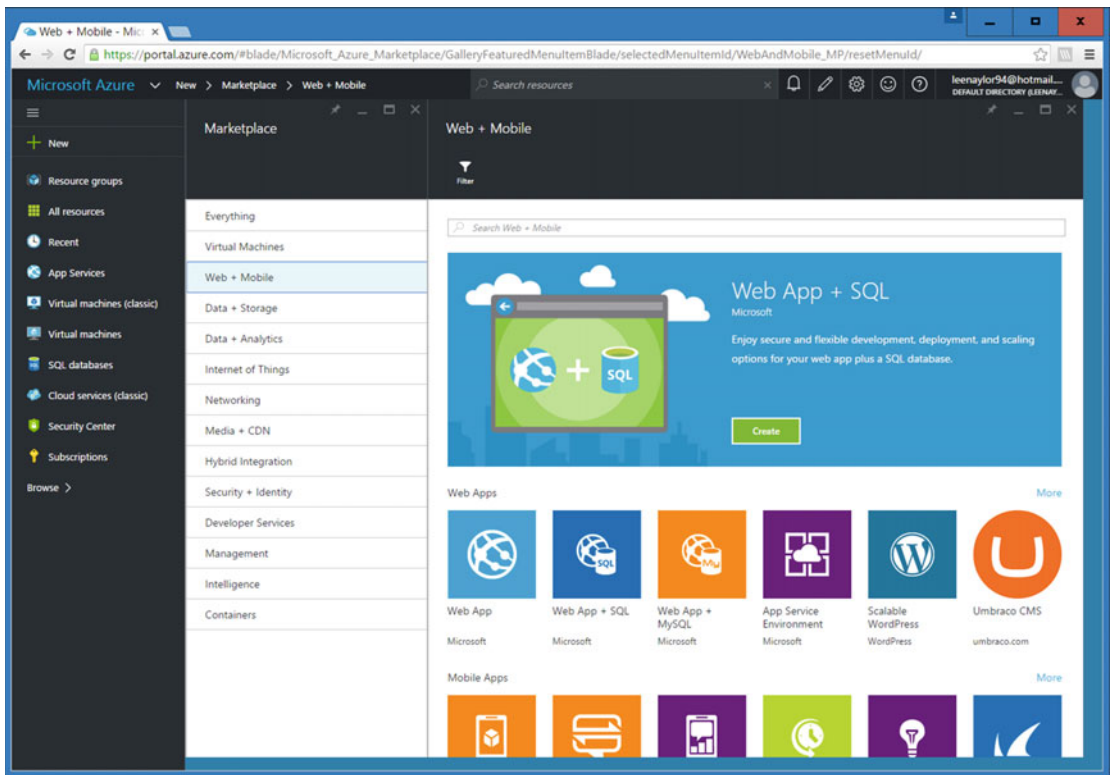 Web + Mobile - Mic
https://portal.azure.com/#blade/Microsoft_Azure_Marketplace/GalleryFeaturedMenuItemBlade/selectedMenuItemId/WebAndMobile_MP/resetMenuId/
Microsoft Azure New > Marketplace > Web + Mobile Search resources leenaylor94@hotmail....
DEFAULT DIRECTORY (LEENAY...
Marketplace
Web + Mobile
New
Filter
Resource groups
All resources
Recent
App Services
Virtual machines (classic)
Virtual machines
SQL databases
Cloud services (classic)
Security Center
Subscriptions
Browse >
Everything
Virtual Machines
Web + Mobile
Data + Storage
Data + Analytics
Internet of Things
Networking
Media + CDN
Hybrid Integration
Security + Identity
Developer Services
Management
Intelligence
Containers
Search Web + Mobile
SQL
Web App + SQL
Microsoft
Enjoy secure and flexible development, deployment, and scaling
options for your web app plus a SQL database.
Create
Web Apps More
SQL My
Web App
Microsoft
Web App + SQL
Microsoft
Web App +
MySQL
Microsoft
App Service
Environment
Microsoft
Scalable
WordPress
WordPress
Umbraco CMS
umbraco.com
Mobile Apps More